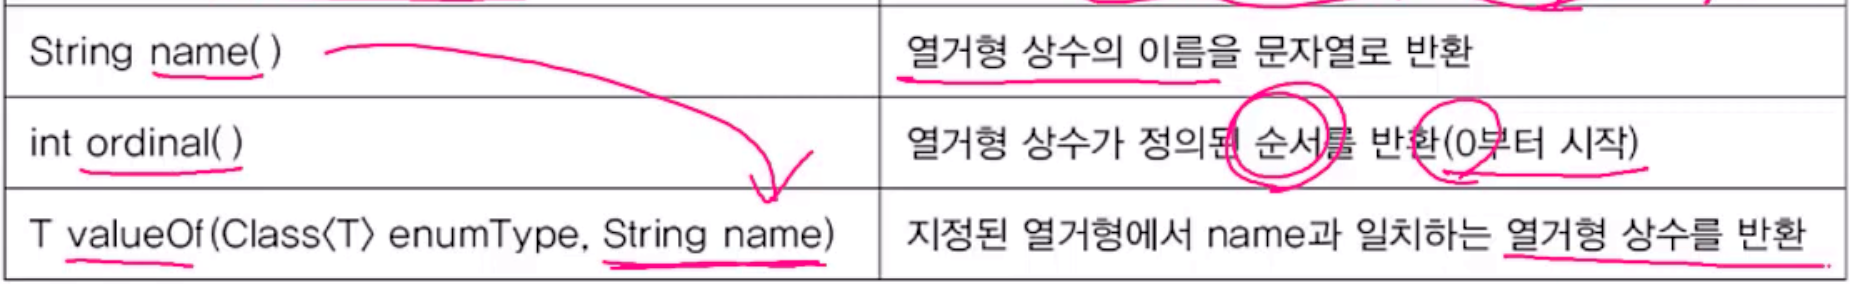 String name( )
열거형 상수의 이름을 문자열로 반환
int ordinal( )
열거형 상수가 정의된 순서를 반환(0부터 시작)
T valueOf(Class〈T〉 enumType, String name)
지정된 열거형에서 name과 일치하는 열거형 상수를 반환